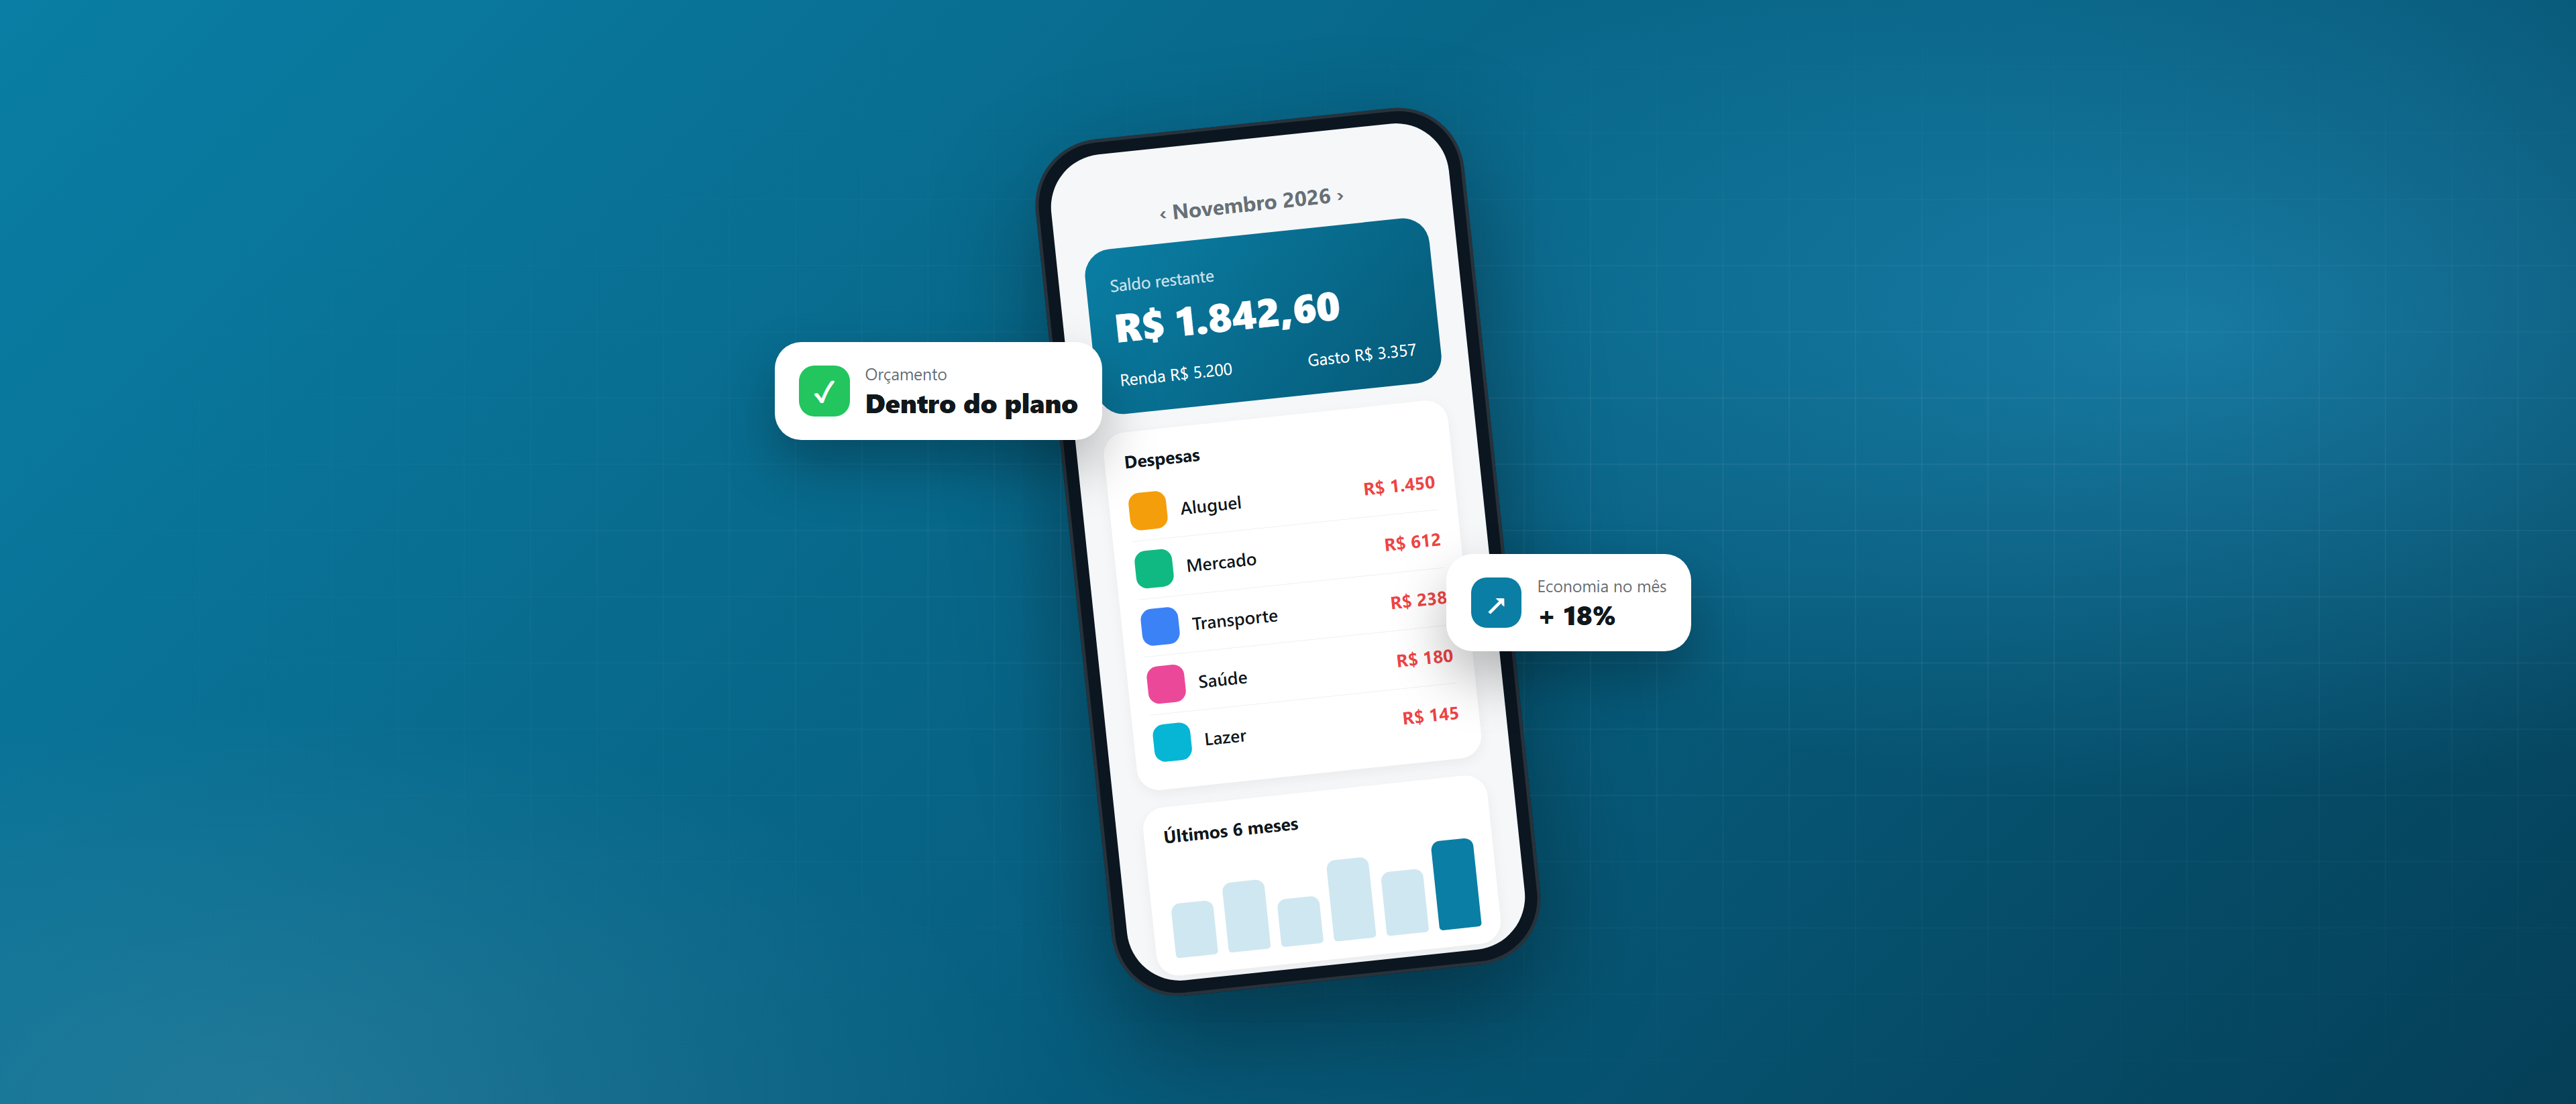 ‹ Novembro 2026 ›
Saldo restante
R$ 1.842,60
Renda R$ 5.200
Gasto R$ 3.357
Orçamento
Dentro do plano
Despesas
Aluguel
R$ 1.450
Mercado
R$ 612
Transporte
R$ 238
Saúde
R$ 180
Lazer
R$ 145
Economia no mês
+ 18%
Últimos 6 meses